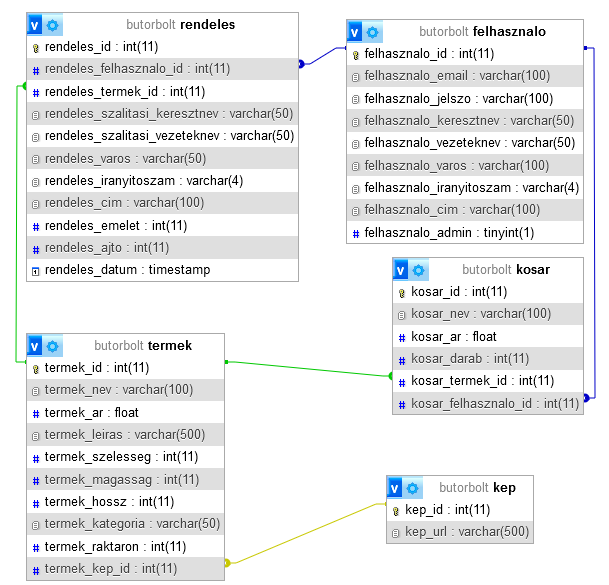 butorbolt rendeles
rendeles_id : int(11)
rendeles_felhasznalo_id : int(11)
rendeles_termek_id : int(11)
rendeles_szalitasi_keresztnev : varchar(50)
rendeles_szalitasi_vezeteknev : varchar(50)
rendeles_varos : varchar(50)
rendeles_iranyitoszam : varchar(4)
rendeles_cim : varchar(100)
rendeles_emelet : int(11)
rendeles_ajto : int(11)
rendeles_datum : timestamp
butorbolt felhasznalo
felhasznalo_id : int(11)
felhasznalo_email : varchar(100)
felhasznalo_jelszo : varchar(100)
felhasznalo_keresztnev : varchar(50)
felhasznalo_vezeteknev : varchar(50)
felhasznalo_varos : varchar(100)
felhasznalo_iranyitoszam : varchar(4)
felhasznalo_cim : varchar(100)
felhasznalo_admin : tinyint(1)
butorbolt kosar
kosar_id : int(11)
kosar_nev : varchar(100)
kosar_ar : float
kosar_darab : int(11)
kosar_termek_id : int(11)
kosar_felhasznalo_id : int(11)
butorbolt termek
termek_id : int(11)
termek_nev : varchar(100)
termek_ar : float
termek_leiras : varchar(500)
termek_szelesseg : int(11)
termek_magassag : int(11)
termek_hossz : int(11)
termek_kategoria : varchar(50)
termek_raktaron : int(11)
termek_kep_id : int(11)
butorbolt kep
kep_id : int(11)
kep_url : varchar(500)